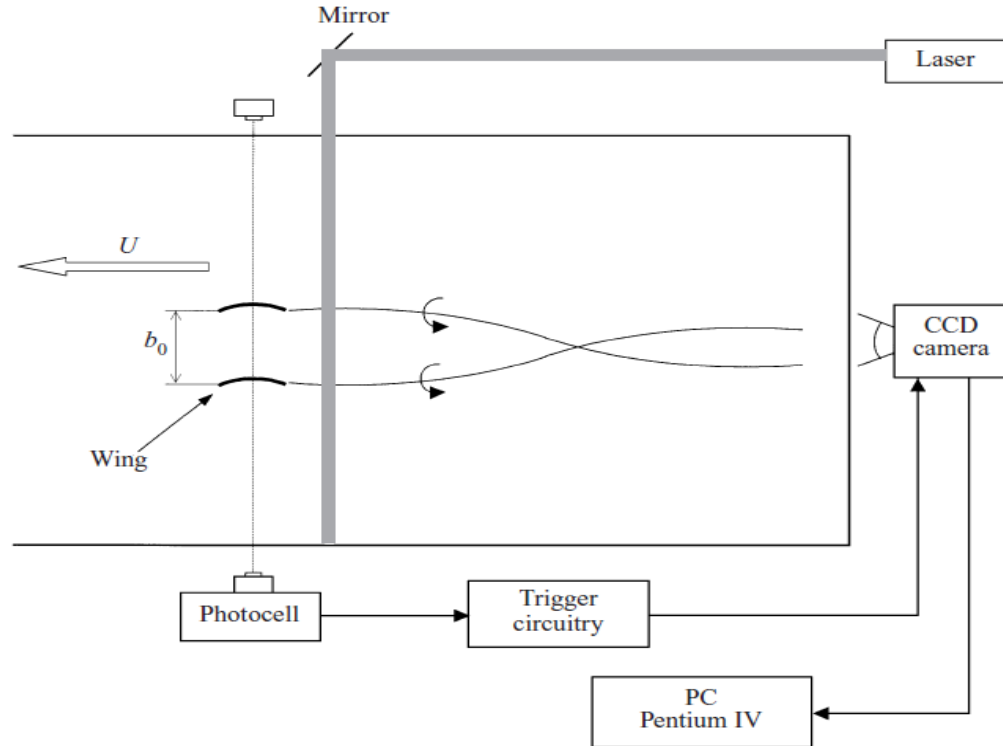 Mirror
Laser
U
b0
CCD
camera
Wing
Photocell
Trigger
circuitry
PC
Pentium IV